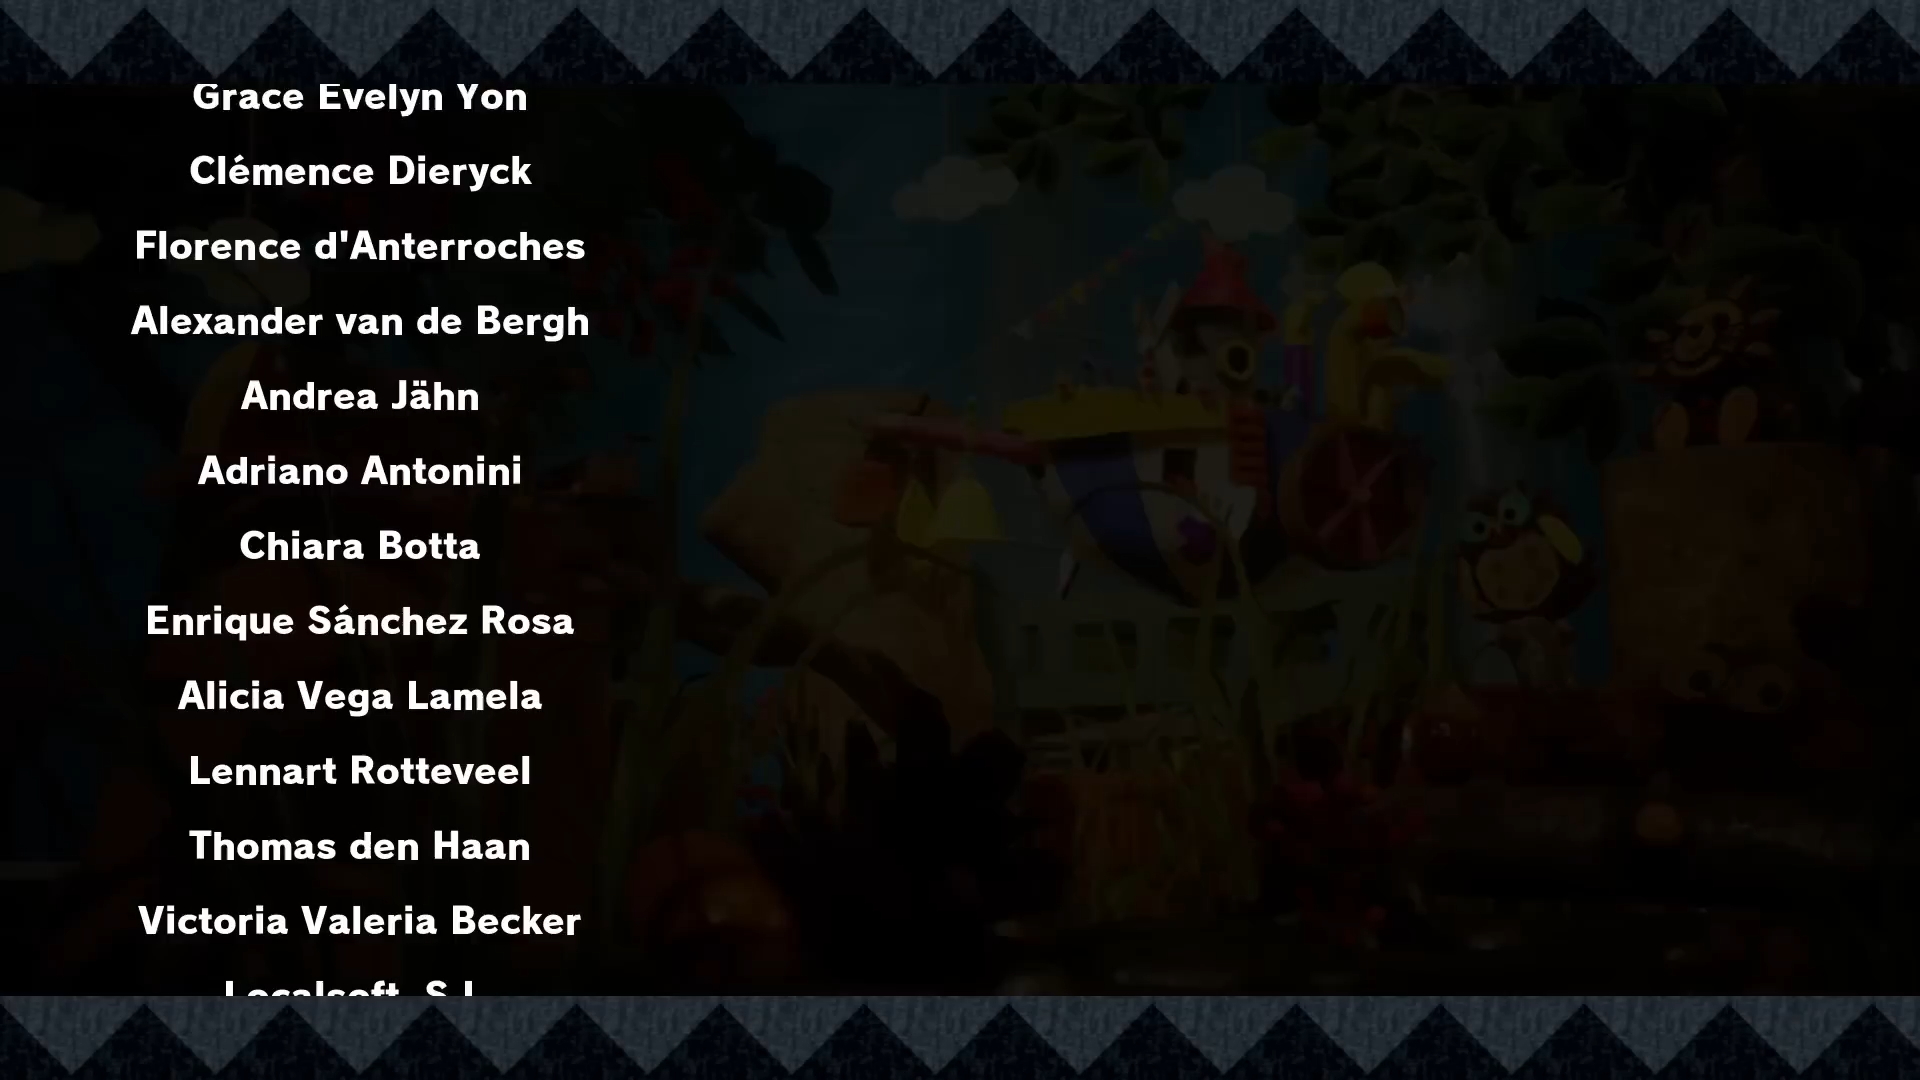 Grace Evelyn Yon
Clémence Dieryck
Florence d'Anterroches
Alexander van de Bergh
Andrea Jähn
Adriano Antonini
Chiara Botta
Enrique Sánchez Rosa
Alicia Vega Lamela
Lennart Rotteveel
Thomas den Haan
Victoria Valeria Becker
Localsoft, S.L.